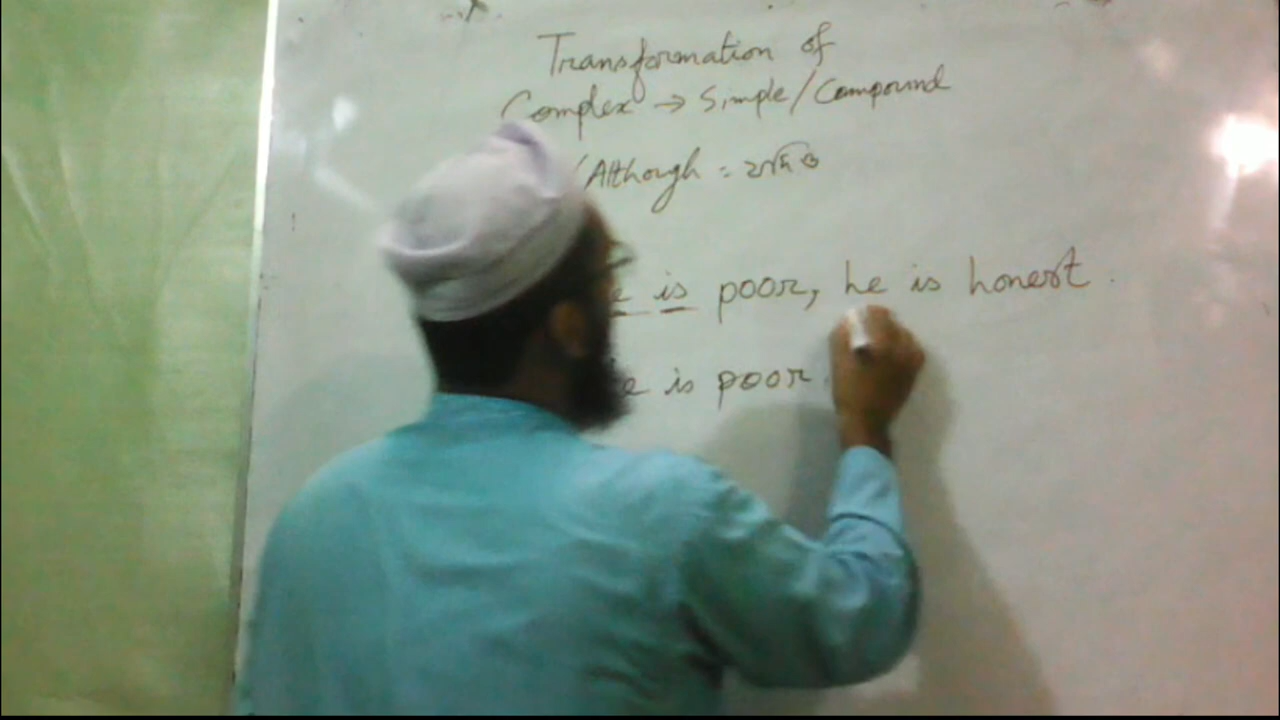 Transformation of
Complex → Simple/Compound
/Although = যদিও
is poor, he is honest.
is poor